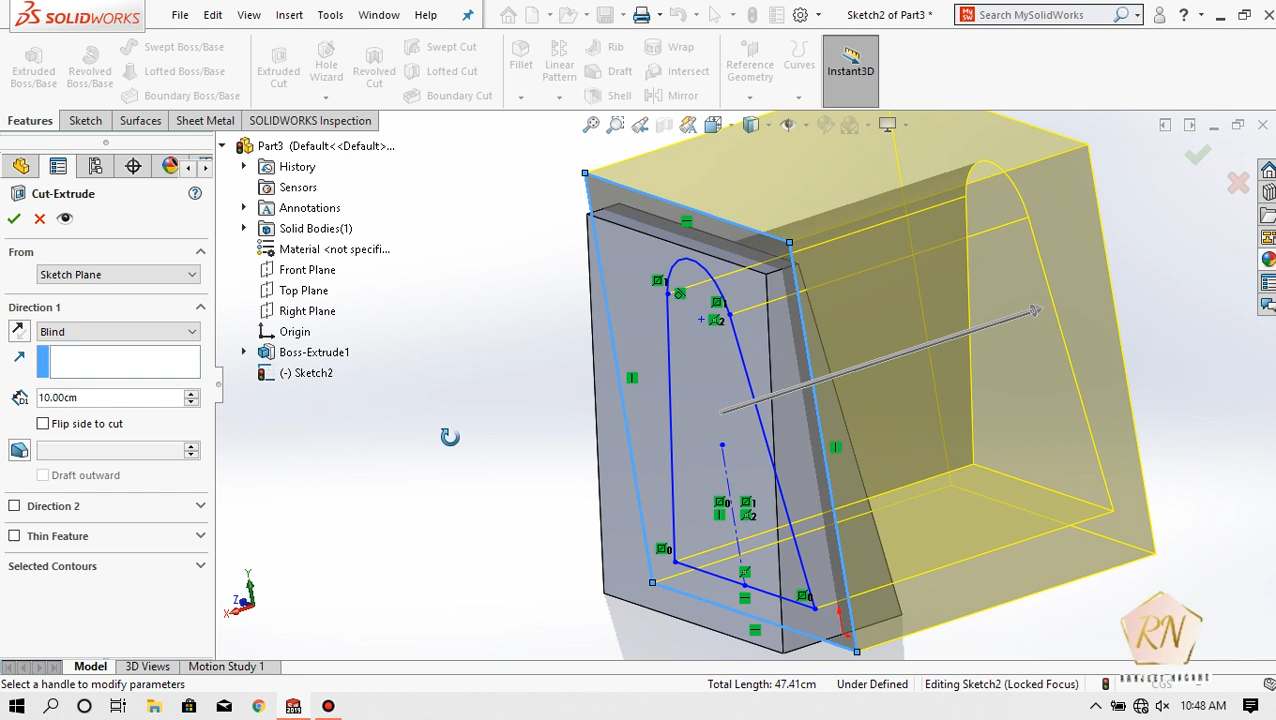 SOLIDWORKS File Edit View Insert Tools Window Help Sketch2 of Part3 * Search MySolidWorks
Extruded Boss/Base
Revolved Boss/Base
Swept Boss/Base
Lofted Boss/Base
Boundary Boss/Base
Extruded Cut
Hole Wizard
Revolved Cut
Swept Cut
Lofted Cut
Boundary Cut
Fillet
Linear Pattern
Rib
Draft
Shell
Wrap
Intersect
Mirror
Reference Geometry
Curves
Instant3D
Features Sketch Surfaces Sheet Metal SOLIDWORKS Inspection
Cut-Extrude
From
Sketch Plane
Direction 1
Blind
10.00cm
Flip side to cut
Draft outward
Direction 2
Thin Feature
Selected Contours
Part3 (Default<<Default>...
History
Sensors
Annotations
Solid Bodies(1)
Material <not specifi...
Front Plane
Top Plane
Right Plane
Origin
Boss-Extrude1
(-) Sketch2
Y
Z
X
RN
Model 3D Views Motion Study 1
Select a handle to modify parameters Total Length: 47.41cm Under Defined Editing Sketch2 (Locked Focus) CGS
10:48 AM